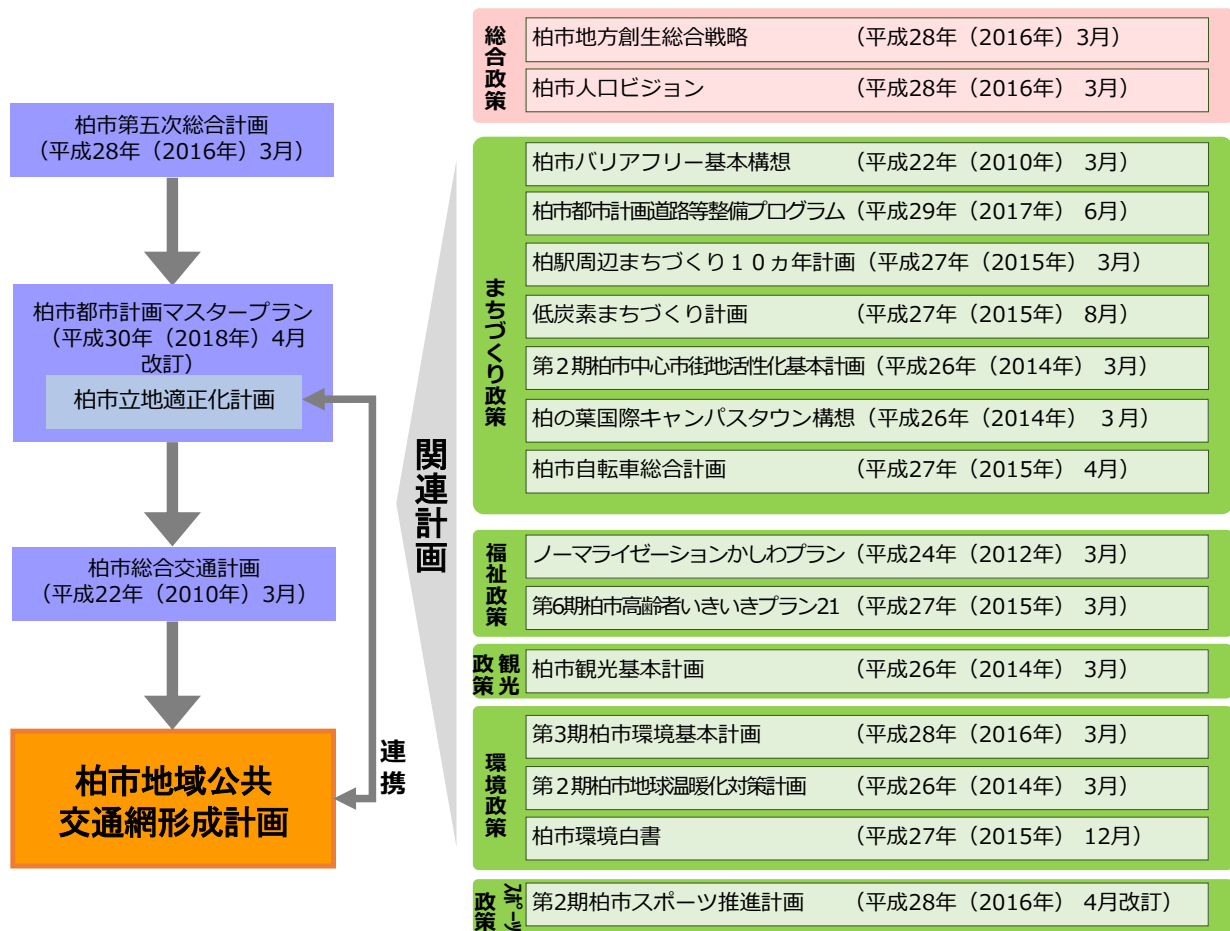 柏市第五次総合計画
（平成28年（2016年）3月）
柏市都市計画マスタープラン
（平成30年（2018年）4月
改訂）
柏市立地適正化計画
柏市総合交通計画
（平成22年（2010年）3月）
柏市地域公共
交通網形成計画
連携
関連計画
総合政策
柏市地方創生総合戦略 （平成28年（2016年）3月）
柏市人口ビジョン （平成28年（2016年） 3月）
まちづくり政策
柏市バリアフリー基本構想 （平成22年（2010年） 3月）
柏市都市計画道路等整備プログラム（平成29年（2017年） 6月）
柏駅周辺まちづくり１０ヵ年計画（平成27年（2015年） 3月）
低炭素まちづくり計画 （平成27年（2015年）8月）
第２期柏市中心市街地活性化基本計画（平成26年（2014年） 3月）
柏の葉国際キャンパスタウン構想（平成26年（2014年） ３月）
柏市自転車総合計画 （平成27年（2015年） 4月）
福祉政策
ノーマライゼーションかしわプラン（平成24年（2012年） 3月）
第6期柏市高齢者いきいきプラン21（平成27年（2015年） 3月）
観光政策
柏市観光基本計画 （平成26年（2014年） 3月）
環境政策
第3期柏市環境基本計画 （平成28年（2016年） 3月）
第２期柏市地球温暖化対策計画 （平成26年（2014年） 3月）
柏市環境白書 （平成27年（2015年） 12月）
スポーツ政策
第2期柏市スポーツ推進計画 （平成28年（2016年） 4月改訂）